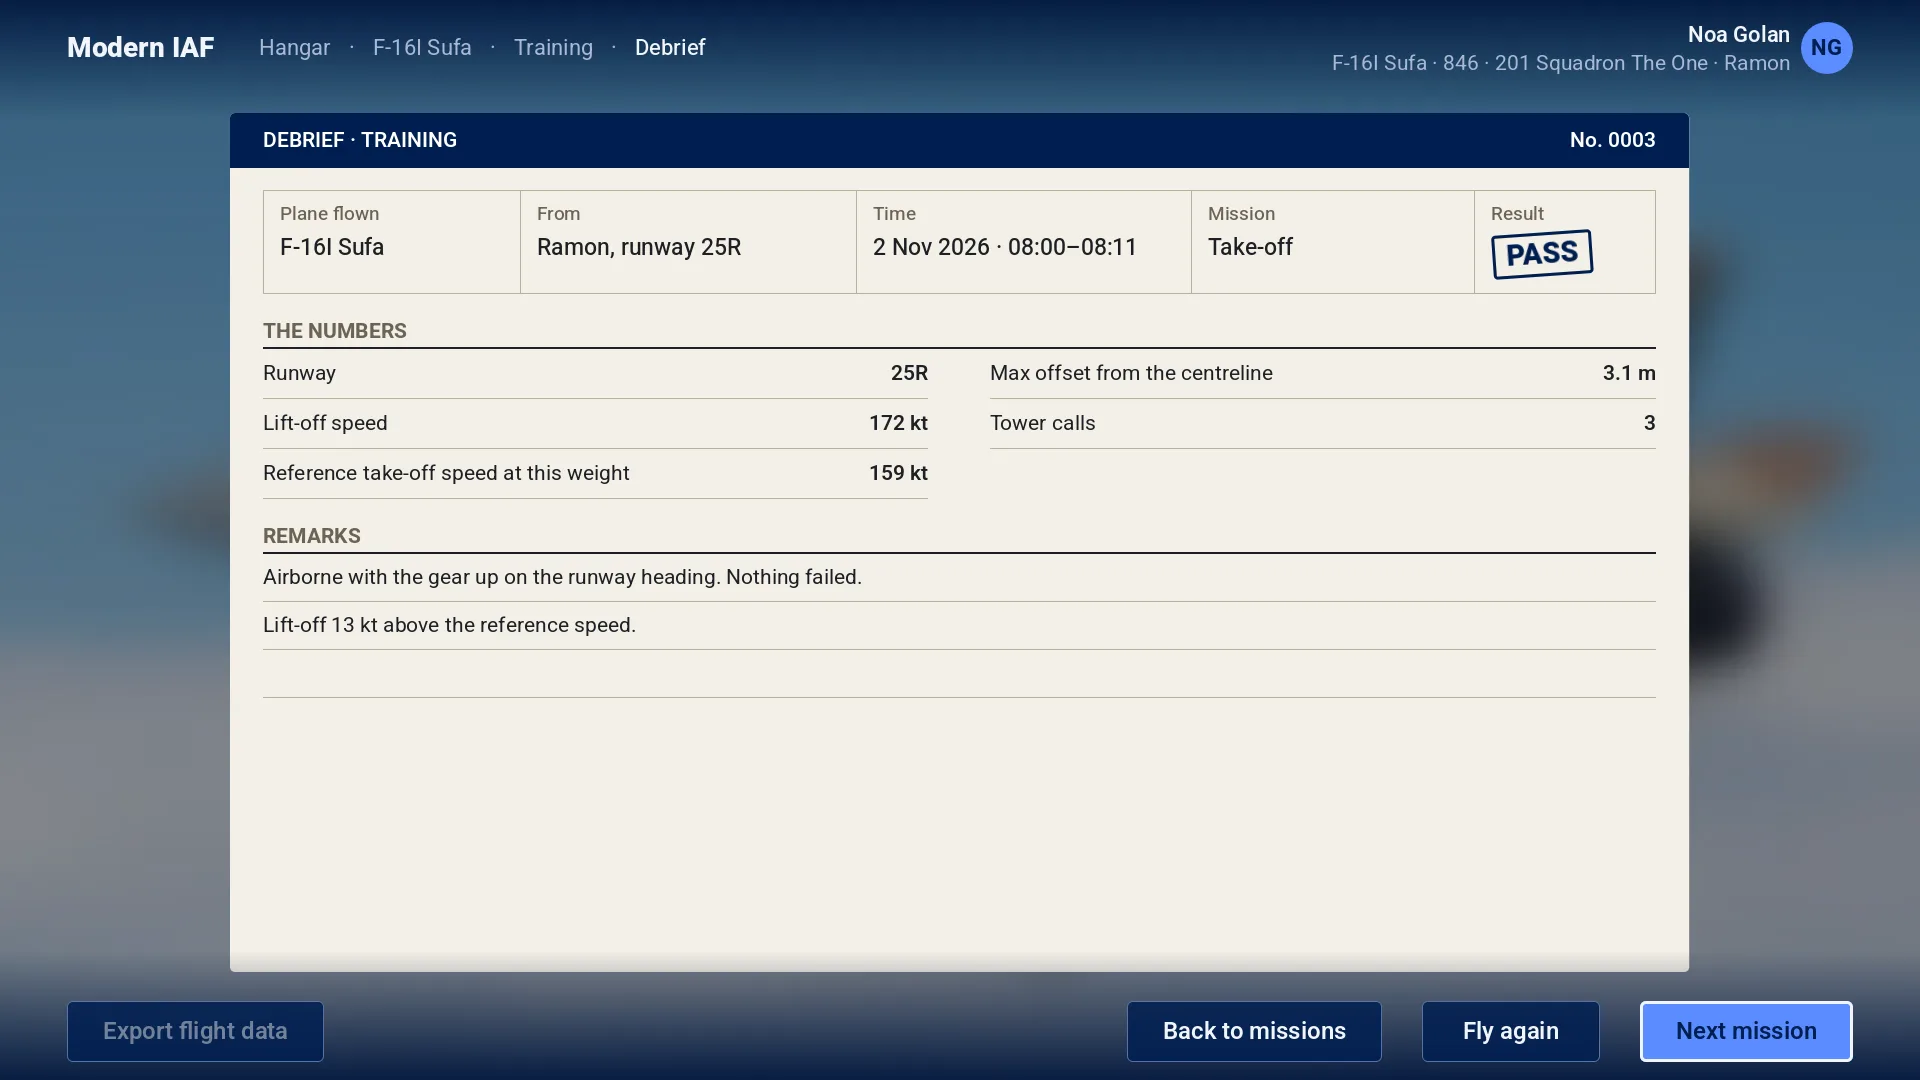 Modern IAF
Hangar · F-16I Sufa · Training · Debrief
Noa Golan
F-16I Sufa · 846 · 201 Squadron The One · Ramon
NG
DEBRIEF · TRAINING
No. 0003
Plane flown
F-16I Sufa
From
Ramon, runway 25R
Time
2 Nov 2026 · 08:00–08:11
Mission
Take-off
Result
PASS
THE NUMBERS
Runway 25R
Lift-off speed 172 kt
Reference take-off speed at this weight 159 kt
Max offset from the centreline 3.1 m
Tower calls 3
REMARKS
Airborne with the gear up on the runway heading. Nothing failed.
Lift-off 13 kt above the reference speed.
Export flight data
Back to missions
Fly again
Next mission